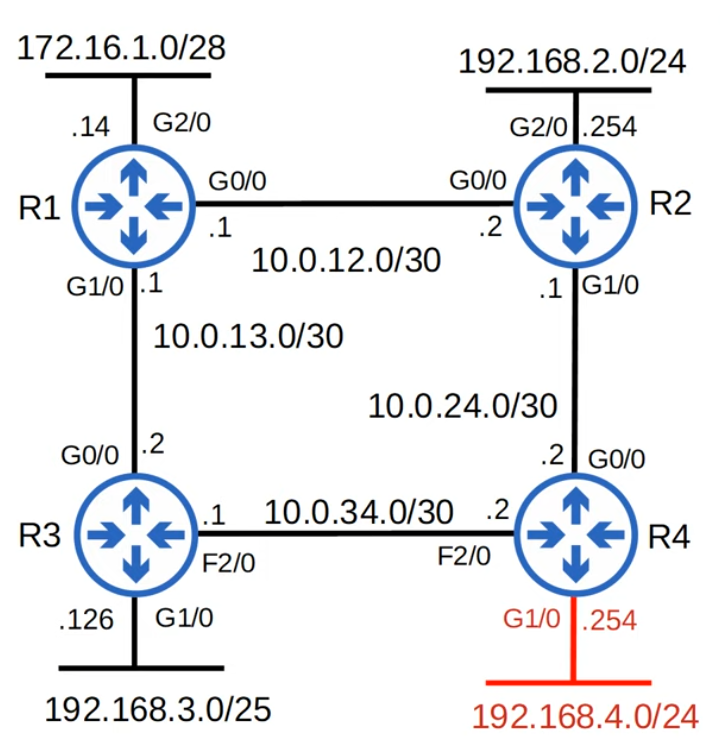 172.16.1.0/28
192.168.2.0/24
.14
G2/0
G2/0
.254
R1
G0/0
G0/0
R2
.1
.2
10.0.12.0/30
G1/0
.1
.1
G1/0
10.0.13.0/30
10.0.24.0/30
G0/0
.2
.2
G0/0
R3
.1
10.0.34.0/30
.2
R4
F2/0
F2/0
.126
G1/0
G1/0
.254
192.168.3.0/25
192.168.4.0/24